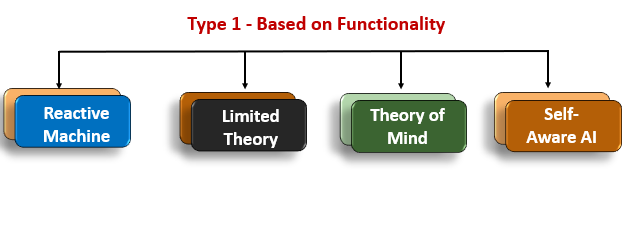 Type 1 - Based on Functionality
Reactive
Machine
Limited
Theory
Theory of
Mind
Self-
Aware AI